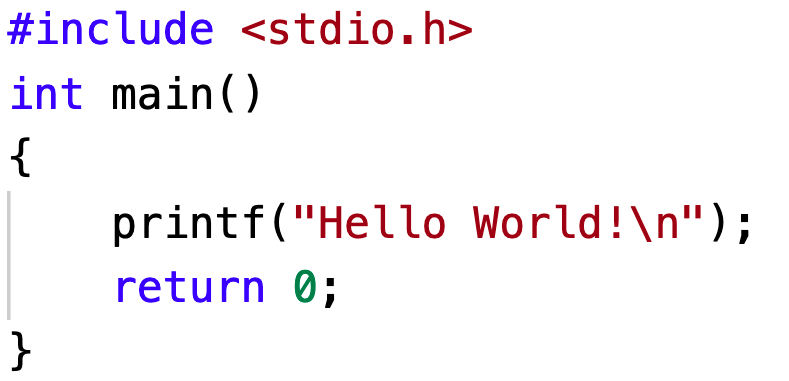 #include <stdio.h>
int main()
{
    printf("Hello World!\n");
    return 0;
}